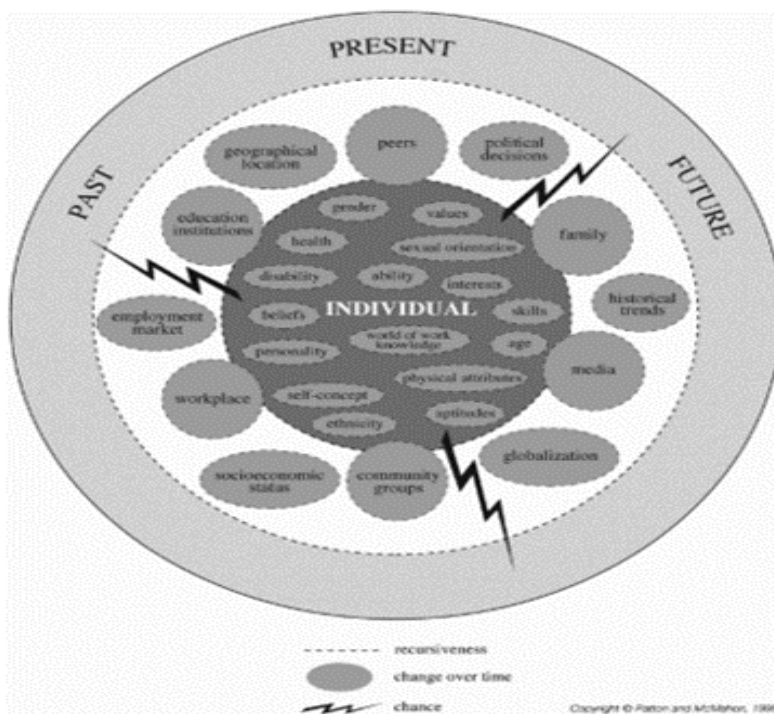 PRESENT
PAST
FUTURE
peers
political
decisions
geographical
location
education
institutions
family
gender
values
health
sexual orientation
disability
ability
interests
historical
trends
beliefs
INDIVIDUAL
skills
employment
market
world of work
knowledge
age
personality
media
physical attributes
workplace
self-concept
aptitudes
ethnicity
globalization
socioeconomic
status
community
groups
recursiveness
change over time
chance
Copyright © Patton and McMahon,